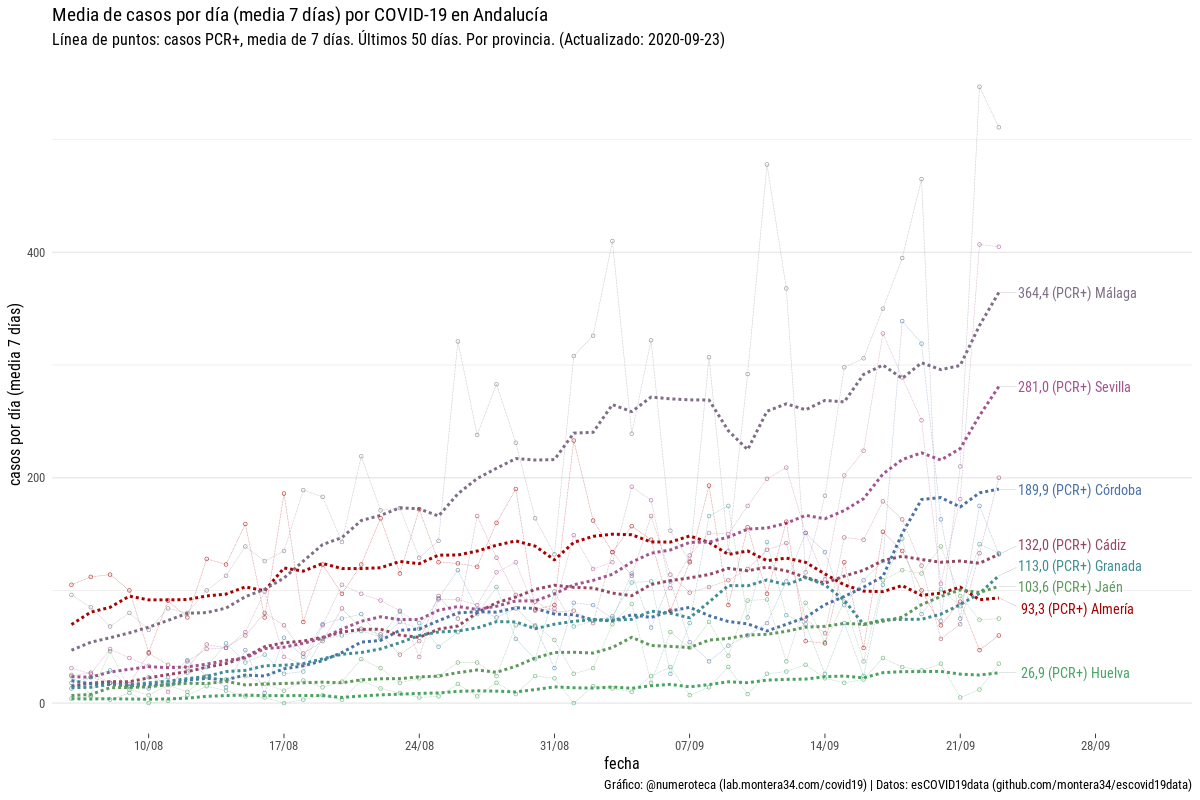 Media de casos por día (media 7 días) por COVID-19 en Andalucía
Línea de puntos: casos PCR+, media de 7 días. Últimos 50 días. Por provincia. (Actualizado: 2020-09-23)
casos por día (media 7 días)
400
200
0
364,4 (PCR+) Málaga
281,0 (PCR+) Sevilla
189,9 (PCR+) Córdoba
132,0 (PCR+) Cádiz
113,0 (PCR+) Granada
103,6 (PCR+) Jaén
93,3 (PCR+) Almería
26,9 (PCR+) Huelva
10/08 17/08 24/08 31/08 07/09 14/09 21/09 28/09
fecha
Gráfico: @numeroteca (lab.montera34.com/covid19) | Datos: esCOVID19data (github.com/montera34/escovid19data)